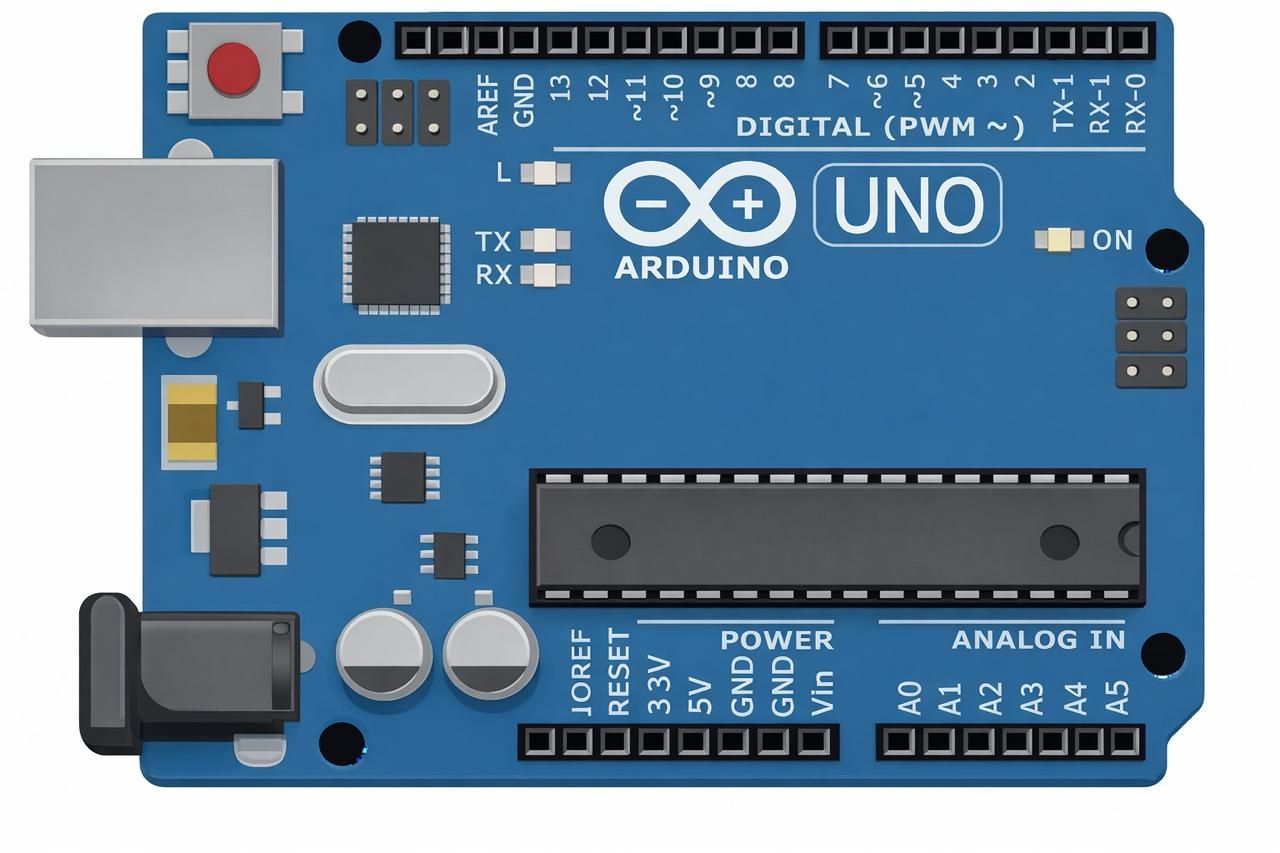 AREF
GND
13
12
~11
~10
~9
8
8
7
~6
~5
4
3
2
TX-1
RX-1
RX-0
DIGITAL (PWM ~)
L
TX
RX
UNO
ARDUINO
ON
POWER
ANALOG IN
IOREF
RESET
3 3V
5V
GND
GND
Vin
A0
A1
A2
A3
A4
A5